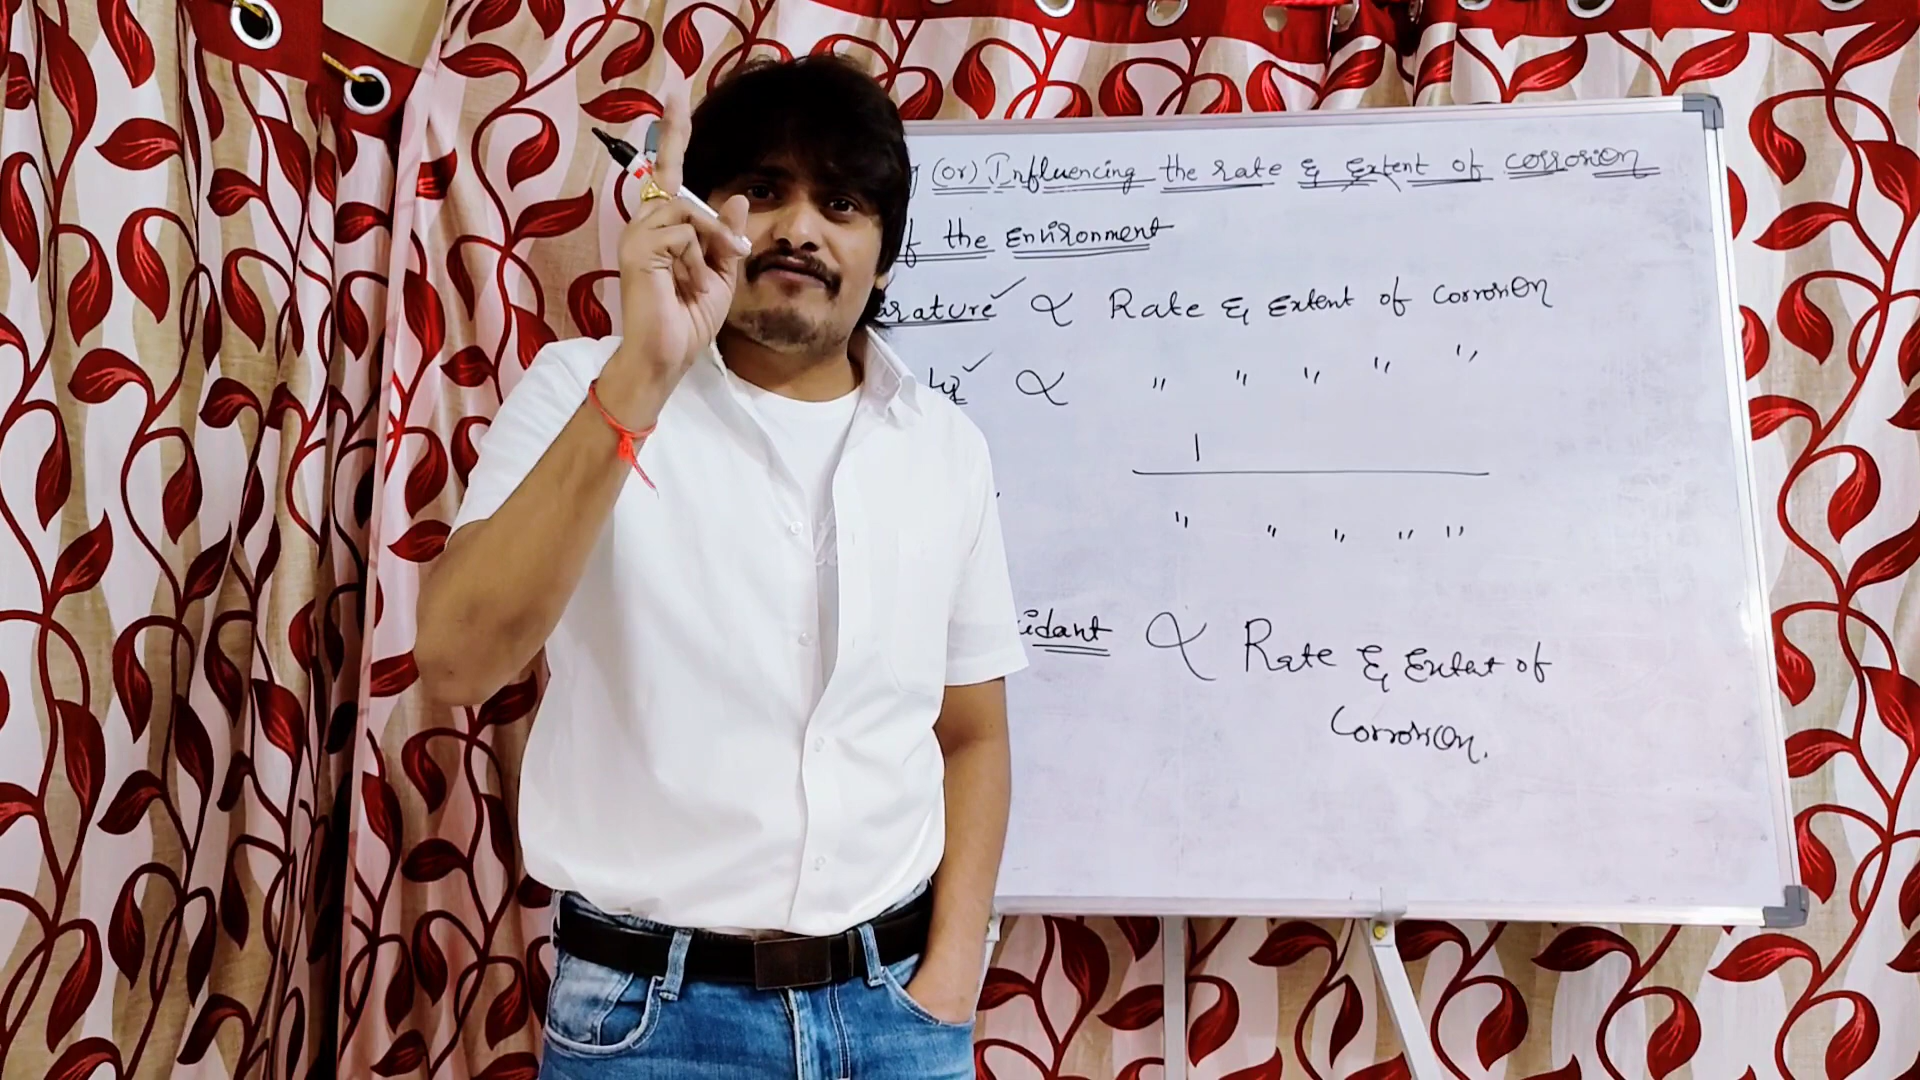 (or) Influencing the rate & Extent of corrosion
f the Environment
arature ✓ ∝ Rate & Extent of Corrosion
ty ✓ ∝ " " " " "
1
" " " " "
idant ∝ Rate & Extent of
Corrosion.